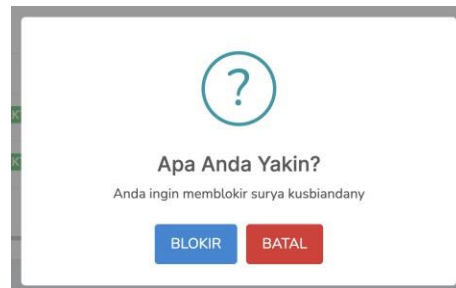 ?
Apa Anda Yakin?
Anda ingin memblokir surya kusbiandany
BLOKIR
BATAL